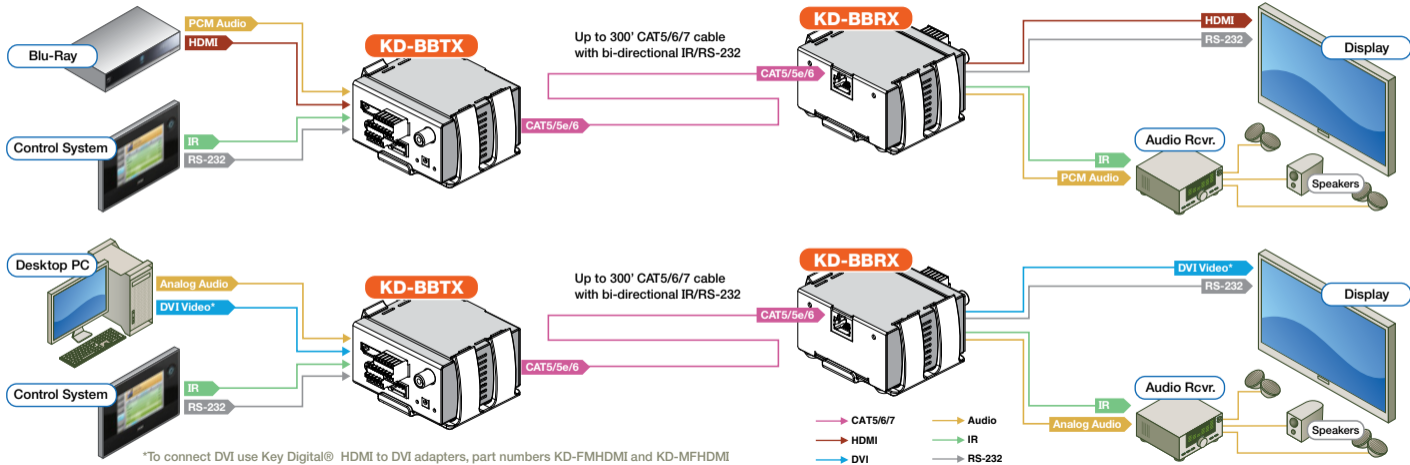 Blu-Ray
PCM Audio
HDMI
Control System
IR
RS-232
KD-BBTX
CAT5/5e/6
Up to 300' CAT5/6/7 cable
with bi-directional IR/RS-232
CAT5/5e/6
KD-BBRX
HDMI
RS-232
Display
IR
PCM Audio
Audio Rcvr.
Speakers
Desktop PC
Analog Audio
DVI Video*
Control System
IR
RS-232
KD-BBTX
CAT5/5e/6
Up to 300' CAT5/6/7 cable
with bi-directional IR/RS-232
CAT5/5e/6
KD-BBRX
DVI Video*
RS-232
Display
IR
Analog Audio
Audio Rcvr.
Speakers
CAT5/6/7
HDMI
DVI
Audio
IR
RS-232
*To connect DVI use Key Digital® HDMI to DVI adapters, part numbers KD-FMHDMI and KD-MFHDMI